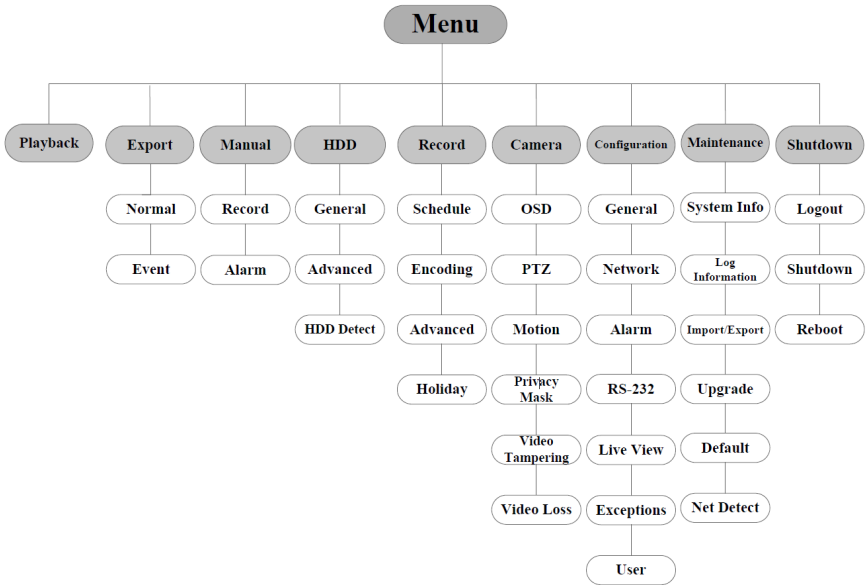 Menu
Playback
Export
Manual
HDD
Record
Camera
Configuration
Maintenance
Shutdown
Normal
Event
Record
Alarm
General
Advanced
HDD Detect
Schedule
Encoding
Advanced
Holiday
OSD
PTZ
Motion
Privacy
Mask
Video
Tampering
Video Loss
General
Network
Alarm
RS-232
Live View
Exceptions
User
System Info
Log
Information
Import/Export
Upgrade
Default
Net Detect
Logout
Shutdown
Reboot